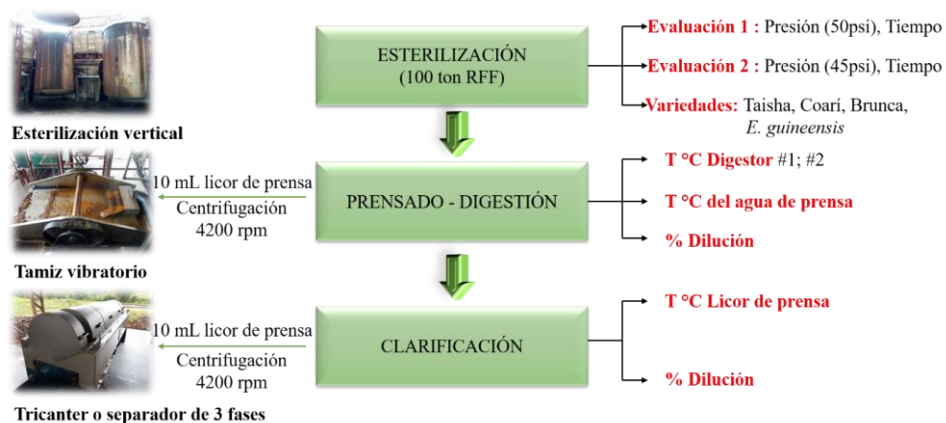 ESTERILIZACIÓN
(100 ton RFF)
Evaluación 1 : Presión (50psi), Tiempo
Evaluación 2 : Presión (45psi), Tiempo
Variedades: Taisha, Coarí, Brunca,
E. guineensis
Esterilización vertical
10 mL licor de prensa
Centrifugación
4200 rpm
PRENSADO - DIGESTIÓN
T °C Digestor #1; #2
T °C del agua de prensa
% Dilución
Tamiz vibratorio
10 mL licor de prensa
Centrifugación
4200 rpm
CLARIFICACIÓN
T °C Licor de prensa
% Dilución
Tricanter o separador de 3 fases